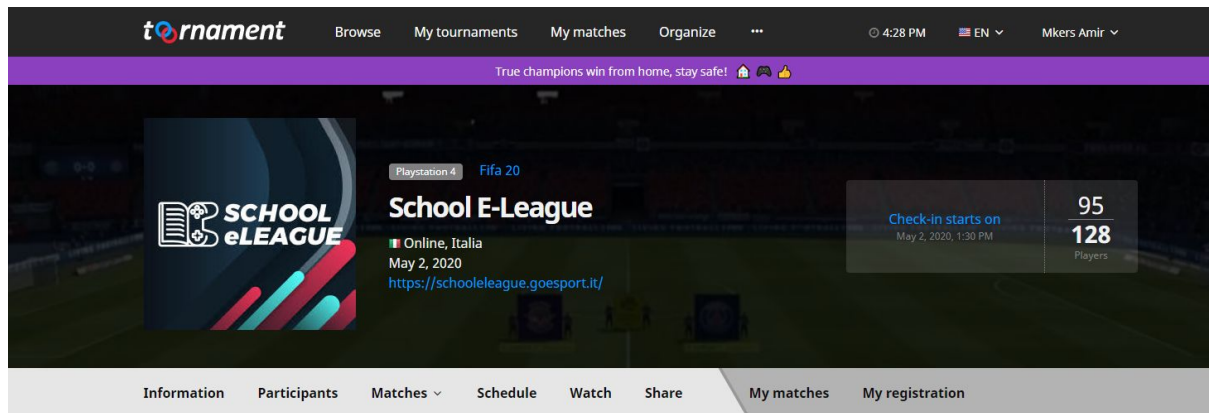 toornament Browse My tournaments My matches Organize ••• 4:28 PM EN Mkers Amir
True champions win from home, stay safe! 🏠 🎮 👍
Playstation 4 Fifa 20
School E-League
Online, Italia
May 2, 2020
https://schooleleague.goesport.it/
SCHOOL
eLEAGUE
Check-in starts on
May 2, 2020, 1:30 PM
95
128
Players
Information Participants Matches Schedule Watch Share My matches My registration